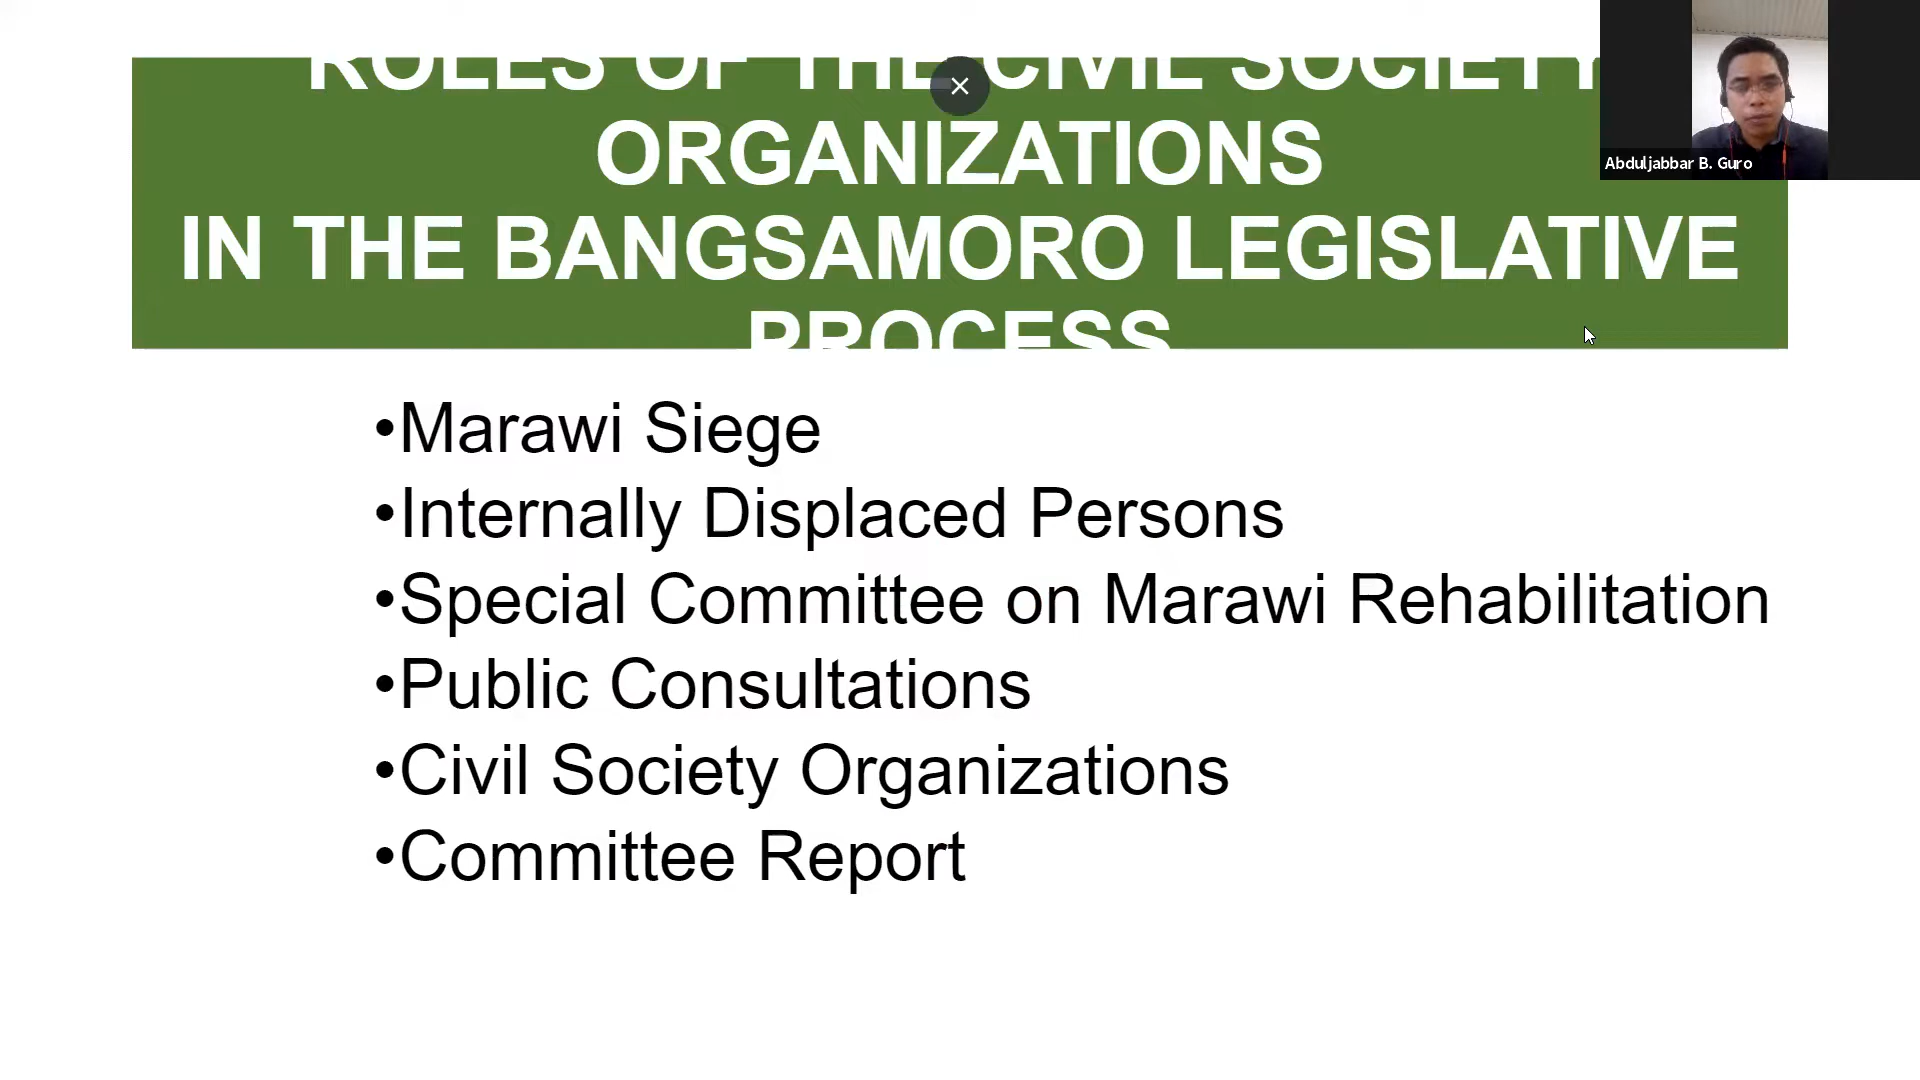 ROLES OF THE CIVIL SOCIETY
ORGANIZATIONS
IN THE BANGSAMORO LEGISLATIVE
PROCESS
Abduljabbar B. Guro
•Marawi Siege
•Internally Displaced Persons
•Special Committee on Marawi Rehabilitation
•Public Consultations
•Civil Society Organizations
•Committee Report